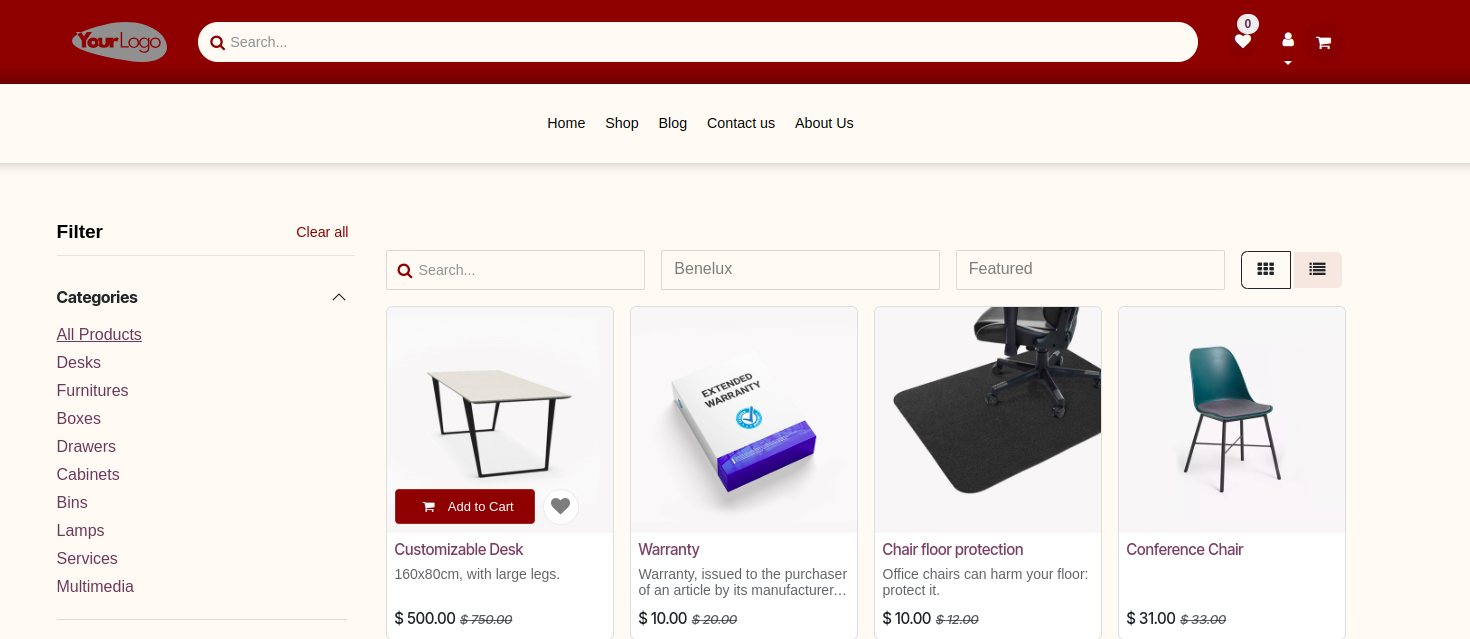 YourLogo
Search...
0
Home Shop Blog Contact us About Us
Filter
Clear all
Search...
Benelux
Featured
Categories
All Products
Desks
Furnitures
Boxes
Drawers
Cabinets
Bins
Lamps
Services
Multimedia
Add to Cart
Customizable Desk
160x80cm, with large legs.
$ 500.00 $ 750.00
EXTENDED
WARRANTY
Warranty
Warranty, issued to the purchaser
of an article by its manufacturer…
$ 10.00 $ 20.00
Chair floor protection
Office chairs can harm your floor:
protect it.
$ 10.00 $ 12.00
Conference Chair
$ 31.00 $ 33.00